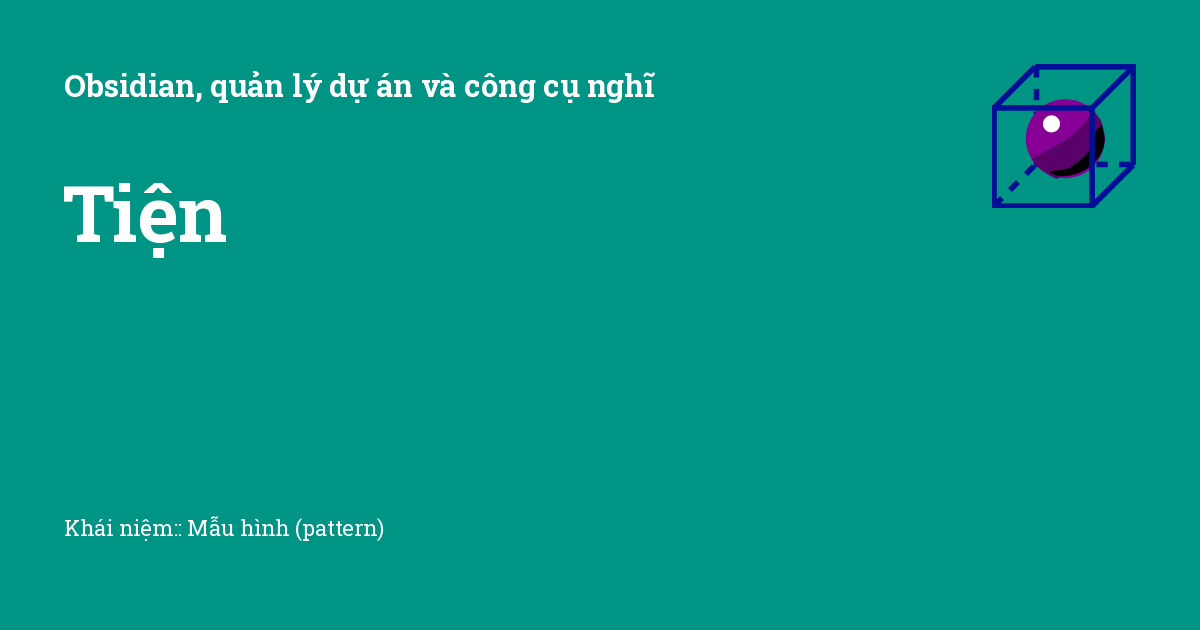 Obsidian, quản lý dự án và công cụ nghĩ
Tiện
Khái niệm:: Mẫu hình (pattern)